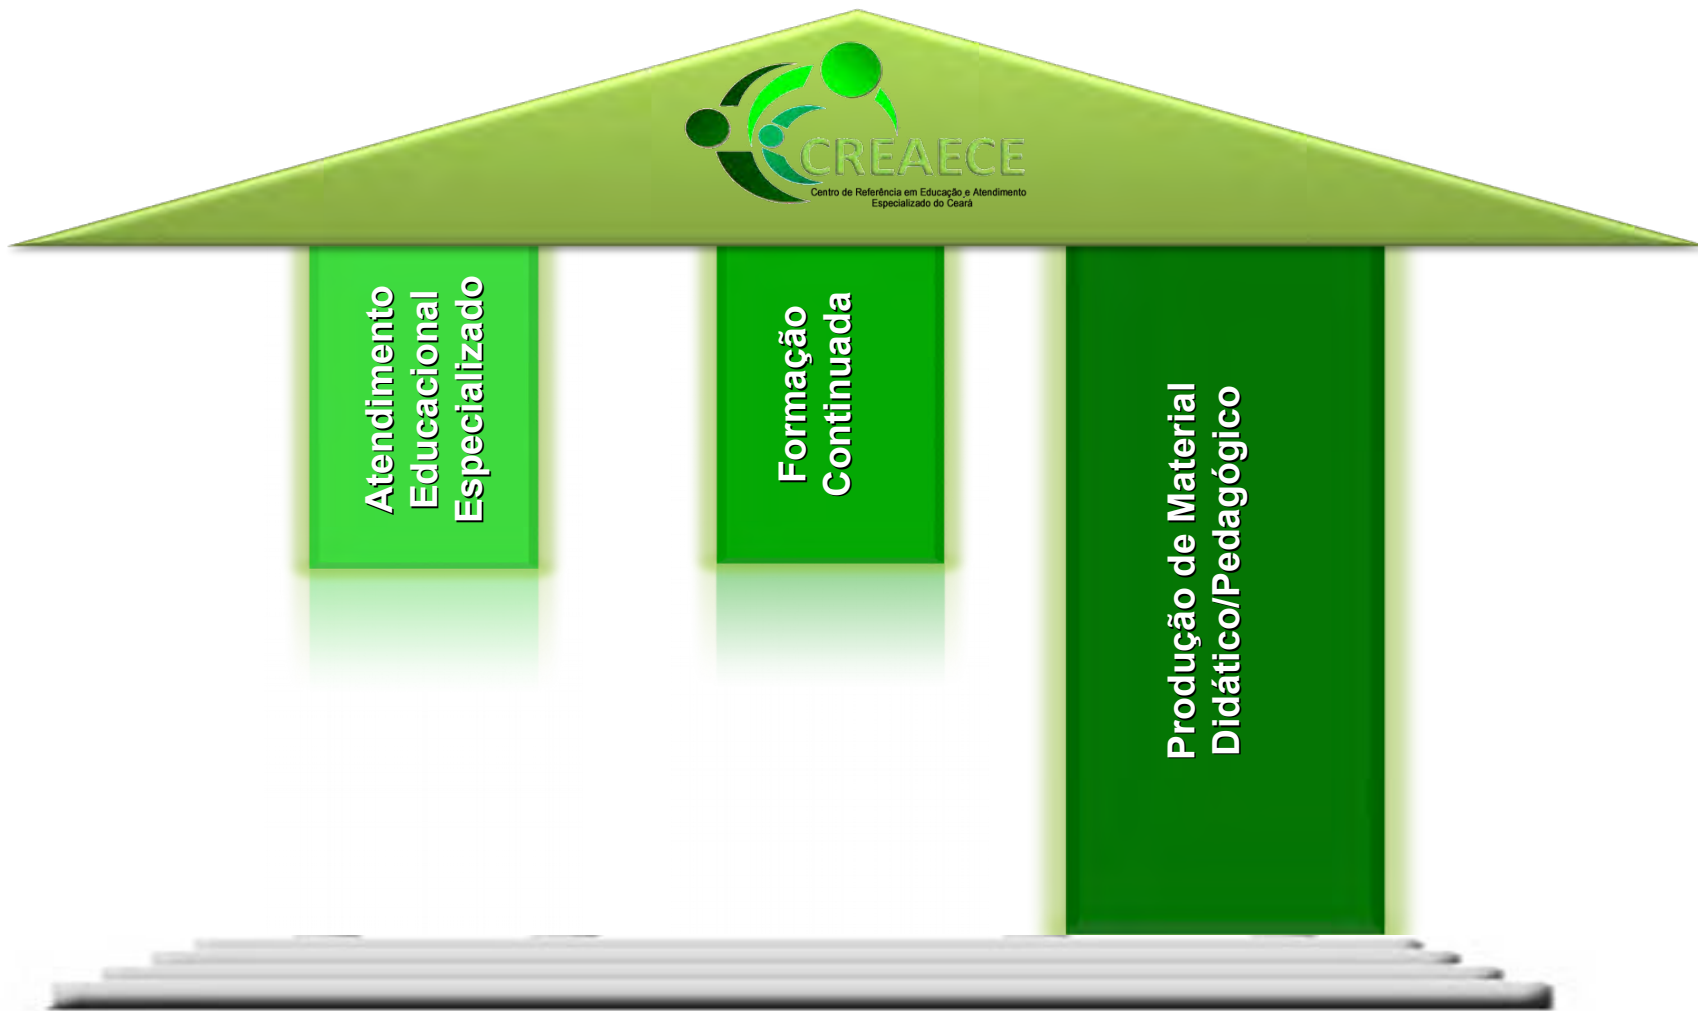 CREAECE
Centro de Referência em Educação e Atendimento
Especializado do Ceará
Atendimento
Educacional
Especializado
Formação
Continuada
Produção de Material
Didático/Pedagógico